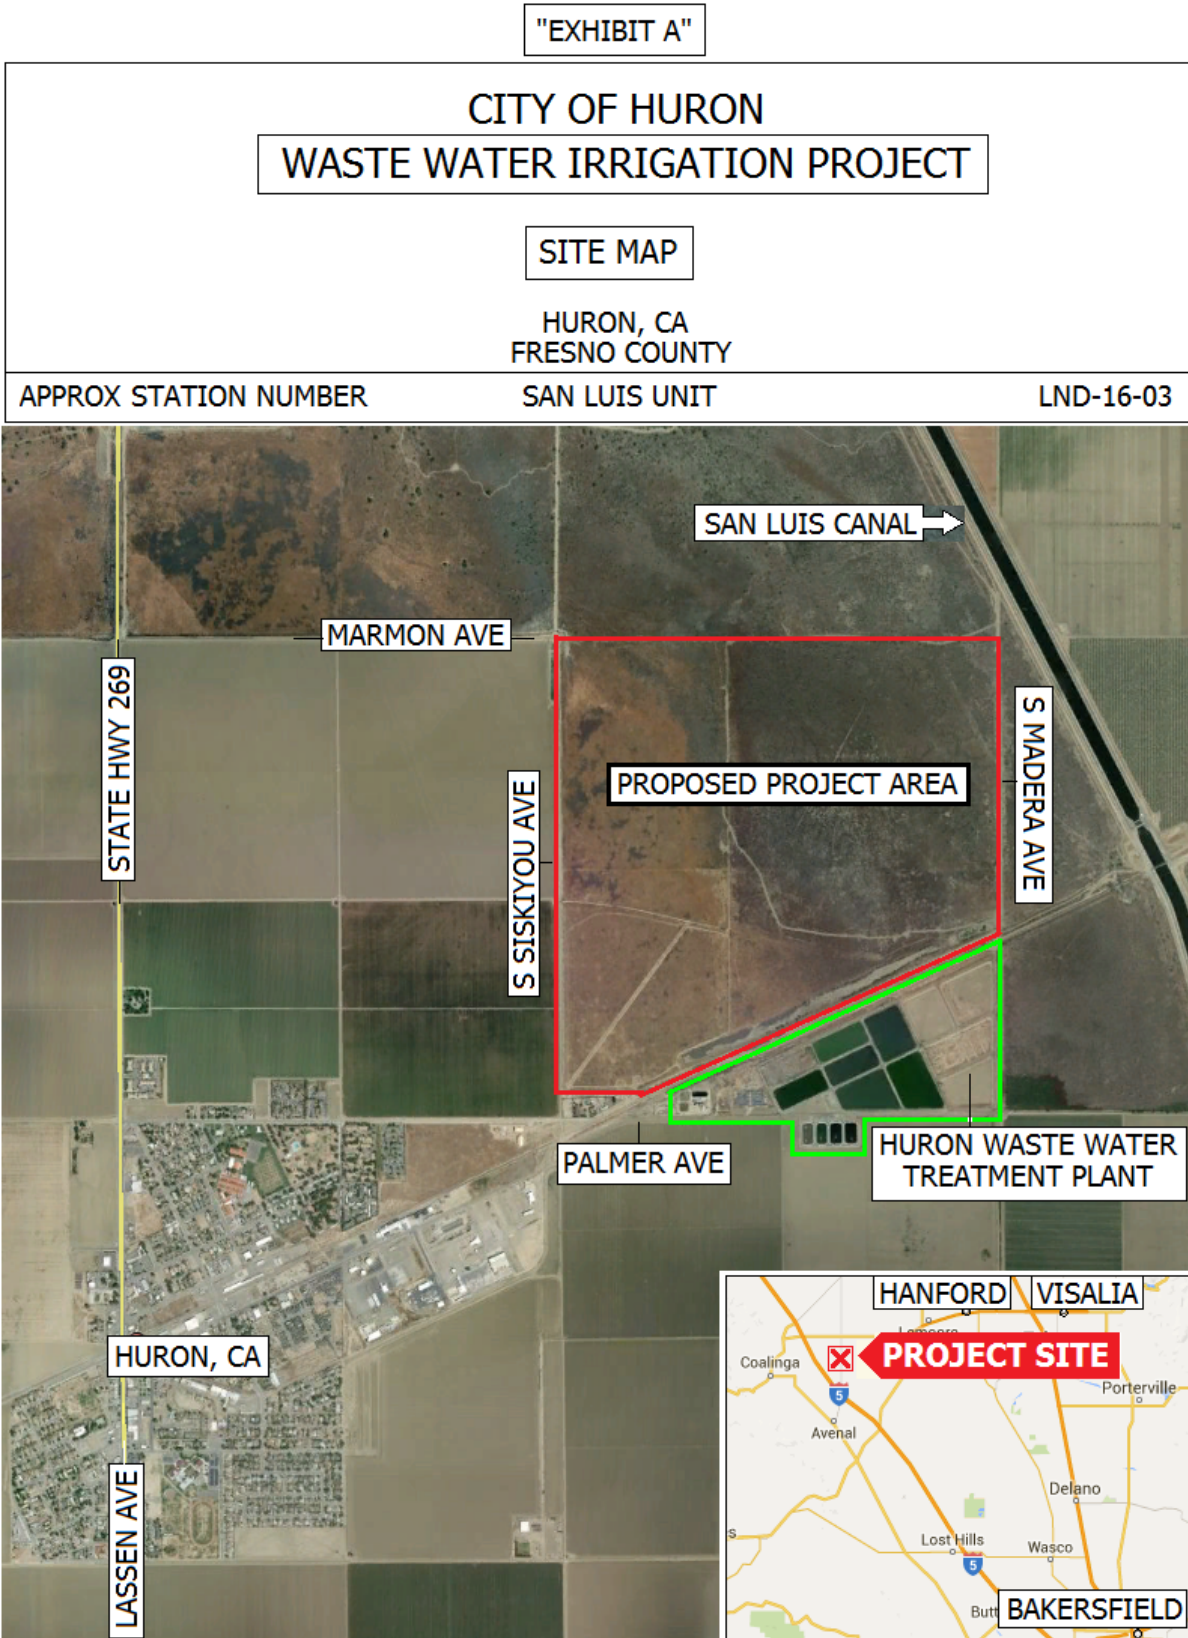 "EXHIBIT A"
CITY OF HURON
WASTE WATER IRRIGATION PROJECT
SITE MAP
HURON, CA
FRESNO COUNTY
APPROX STATION NUMBER SAN LUIS UNIT LND-16-03
SAN LUIS CANAL
MARMON AVE
STATE HWY 269
S MADERA AVE
PROPOSED PROJECT AREA
S SISKIYOU AVE
PALMER AVE
HURON WASTE WATER
TREATMENT PLANT
HURON, CA
LASSEN AVE
HANFORD VISALIA
Lemoore
PROJECT SITE
Coalinga
Porterville
5
Avenal
Delano
Lost Hills
Wasco
5
BAKERSFIELD